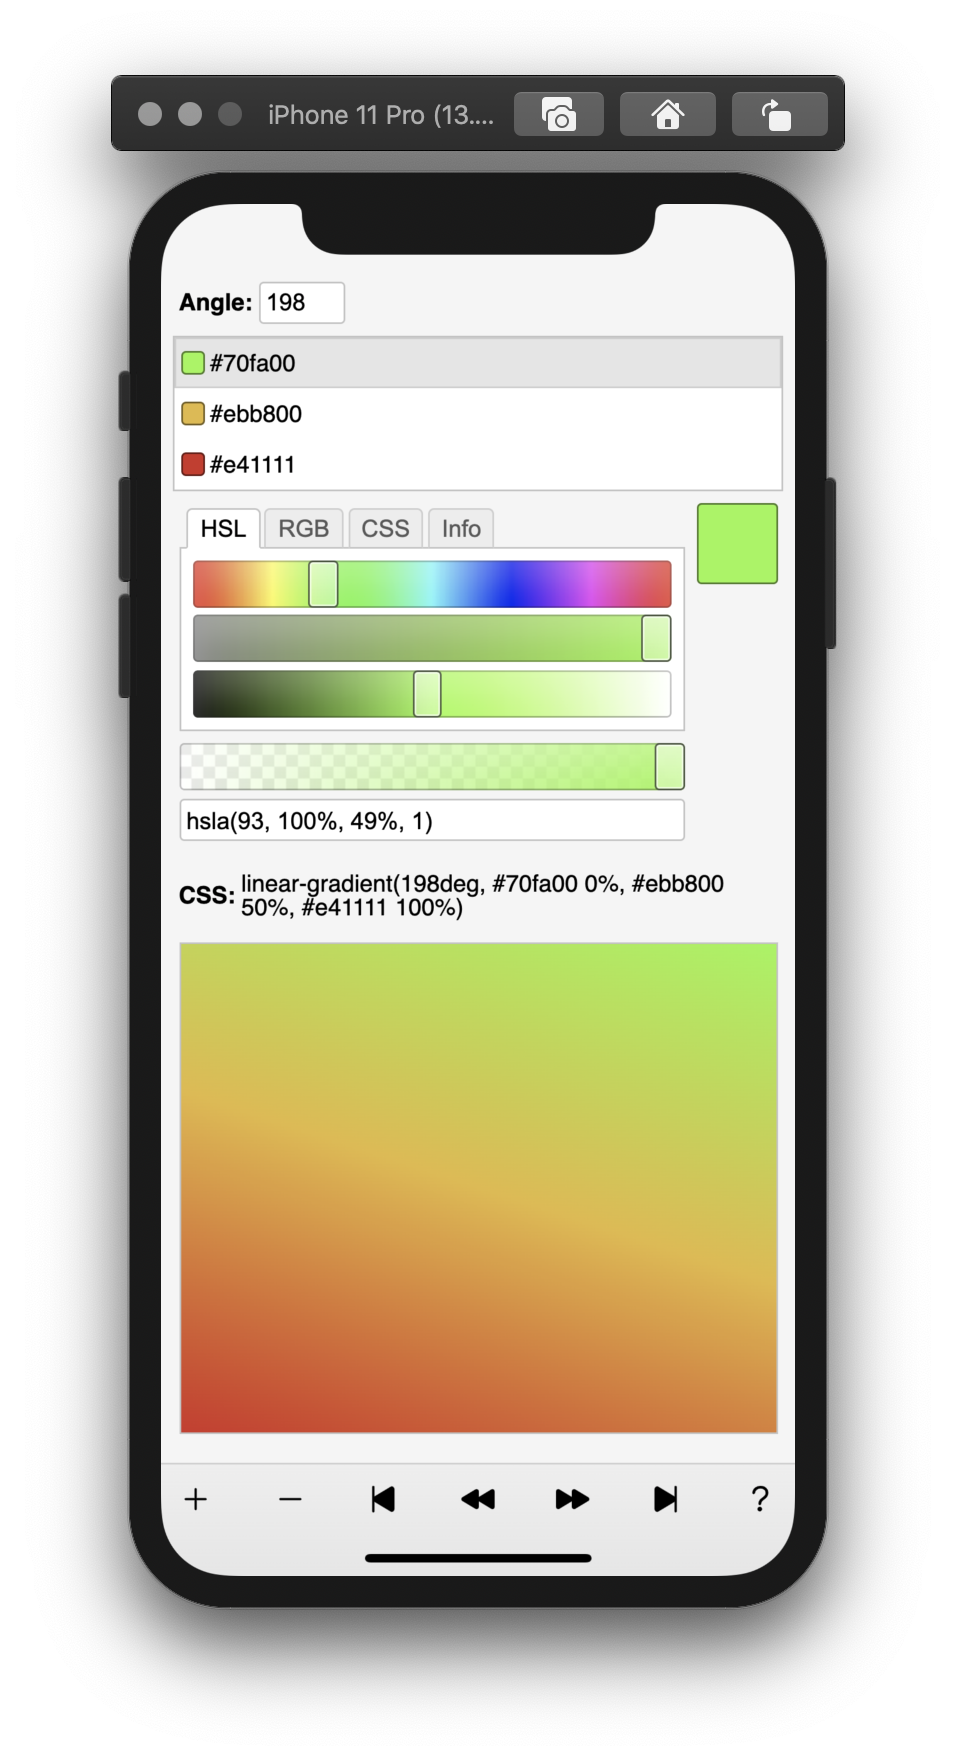 iPhone 11 Pro (13....
Angle: 198
#70fa00
#ebb800
#e41111
HSL RGB CSS Info
hsla(93, 100%, 49%, 1)
CSS: linear-gradient(198deg, #70fa00 0%, #ebb800
50%, #e41111 100%)
?